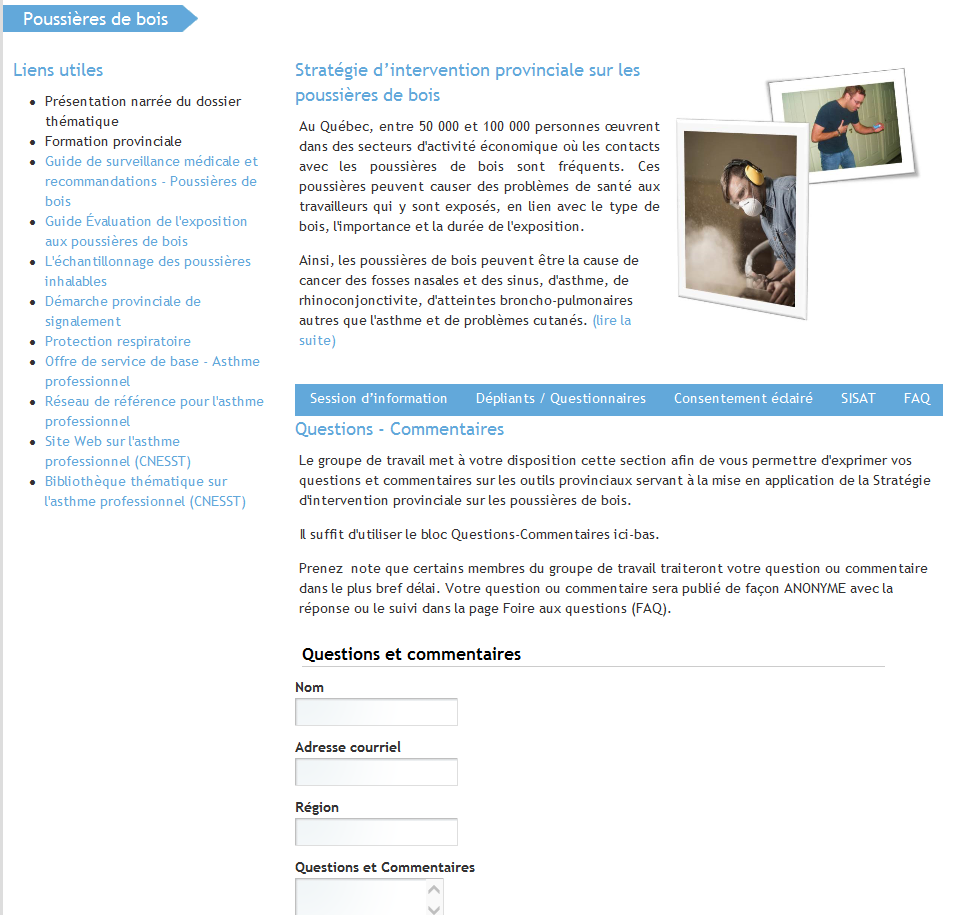 Poussières de bois
Liens utiles
Présentation narrée du dossier
thématique
Formation provinciale
Guide de surveillance médicale et
recommandations - Poussières de
bois
Guide Évaluation de l'exposition
aux poussières de bois
L'échantillonnage des poussières
inhalables
Démarche provinciale de
signalement
Protection respiratoire
Offre de service de base - Asthme
professionnel
Réseau de référence pour l'asthme
professionnel
Site Web sur l'asthme
professionnel (CNESST)
Bibliothèque thématique sur
l'asthme professionnel (CNESST)
Stratégie d’intervention provinciale sur les
poussières de bois
Au Québec, entre 50 000 et 100 000 personnes œuvrent
dans des secteurs d'activité économique où les contacts
avec les poussières de bois sont fréquents. Ces
poussières peuvent causer des problèmes de santé aux
travailleurs qui y sont exposés, en lien avec le type de
bois, l'importance et la durée de l'exposition.
Ainsi, les poussières de bois peuvent être la cause de
cancer des fosses nasales et des sinus, d'asthme, de
rhinoconjonctivite, d'atteintes broncho-pulmonaires
autres que l'asthme et de problèmes cutanés. (lire la
suite)
Session d’information Dépliants / Questionnaires Consentement éclairé SISAT FAQ
Questions - Commentaires
Le groupe de travail met à votre disposition cette section afin de vous permettre d'exprimer vos
questions et commentaires sur les outils provinciaux servant à la mise en application de la Stratégie
d'intervention provinciale sur les poussières de bois.
Il suffit d'utiliser le bloc Questions-Commentaires ici-bas.
Prenez  note que certains membres du groupe de travail traiteront votre question ou commentaire
dans le plus bref délai. Votre question ou commentaire sera publié de façon ANONYME avec la
réponse ou le suivi dans la page Foire aux questions (FAQ).
Questions et commentaires
Nom
Adresse courriel
Région
Questions et Commentaires